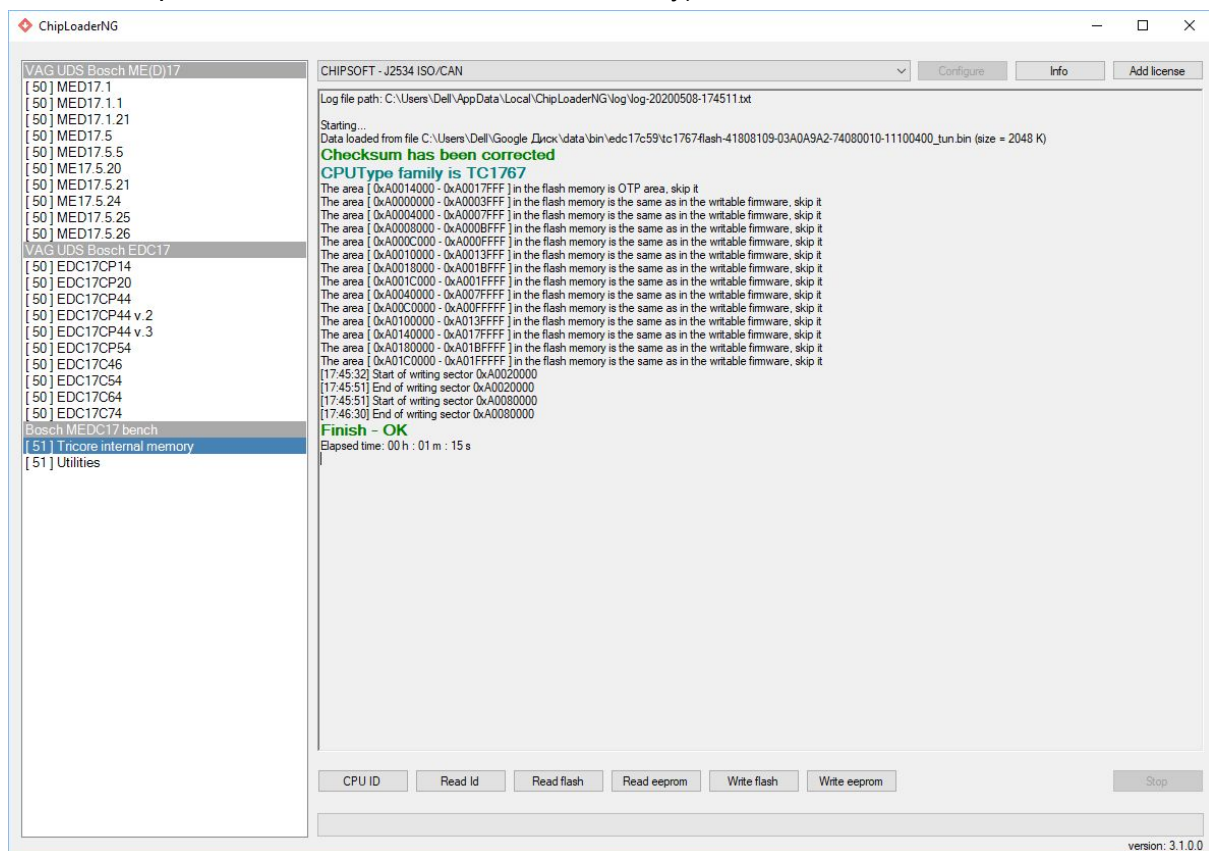 ChipLoaderNG
VAG UDS Bosch ME(D)17
[ 50 ] MED17.1
[ 50 ] MED17.1.1
[ 50 ] MED17.1.21
[ 50 ] MED17.5
[ 50 ] MED17.5.5
[ 50 ] ME17.5.20
[ 50 ] MED17.5.21
[ 50 ] ME17.5.24
[ 50 ] MED17.5.25
[ 50 ] MED17.5.26
VAG UDS Bosch EDC17
[ 50 ] EDC17CP14
[ 50 ] EDC17CP20
[ 50 ] EDC17CP44
[ 50 ] EDC17CP44 v.2
[ 50 ] EDC17CP44 v.3
[ 50 ] EDC17CP54
[ 50 ] EDC17C46
[ 50 ] EDC17C54
[ 50 ] EDC17C64
[ 50 ] EDC17C74
Bosch MEDC17 bench
[ 51 ] Tricore internal memory
[ 51 ] Utilities
CHIPSOFT - J2534 ISO/CAN
Configure
Info
Add license
Log file path: C:\Users\Dell\AppData\Local\ChipLoaderNG\log\log-20200508-174511.txt
Starting...
Data loaded from file C:\Users\Dell\Google Диск\data\bin\edc17c59\tc1767-flash-41808109-03A0A9A2-74080010-11100400_tun.bin (size = 2048 K)
Checksum has been corrected
CPUType family is TC1767
The area [ 0xA0014000 - 0xA0017FFF ] in the flash memory is OTP area, skip it
The area [ 0xA0000000 - 0xA0003FFF ] in the flash memory is the same as in the writable firmware, skip it
The area [ 0xA0004000 - 0xA0007FFF ] in the flash memory is the same as in the writable firmware, skip it
The area [ 0xA0008000 - 0xA000BFFF ] in the flash memory is the same as in the writable firmware, skip it
The area [ 0xA000C000 - 0xA000FFFF ] in the flash memory is the same as in the writable firmware, skip it
The area [ 0xA0010000 - 0xA0013FFF ] in the flash memory is the same as in the writable firmware, skip it
The area [ 0xA0018000 - 0xA001BFFF ] in the flash memory is the same as in the writable firmware, skip it
The area [ 0xA001C000 - 0xA001FFFF ] in the flash memory is the same as in the writable firmware, skip it
The area [ 0xA0040000 - 0xA007FFFF ] in the flash memory is the same as in the writable firmware, skip it
The area [ 0xA00C0000 - 0xA00FFFFF ] in the flash memory is the same as in the writable firmware, skip it
The area [ 0xA0100000 - 0xA013FFFF ] in the flash memory is the same as in the writable firmware, skip it
The area [ 0xA0140000 - 0xA017FFFF ] in the flash memory is the same as in the writable firmware, skip it
The area [ 0xA0180000 - 0xA01BFFFF ] in the flash memory is the same as in the writable firmware, skip it
The area [ 0xA01C0000 - 0xA01FFFFF ] in the flash memory is the same as in the writable firmware, skip it
[17:45:32] Start of writing sector 0xA0020000
[17:45:51] End of writing sector 0xA0020000
[17:45:51] Start of writing sector 0xA0080000
[17:46:30] End of writing sector 0xA0080000
Finish - OK
Elapsed time: 00 h : 01 m : 15 s
CPU ID
Read Id
Read flash
Read eeprom
Write flash
Write eeprom
Stop
version: 3.1.0.0